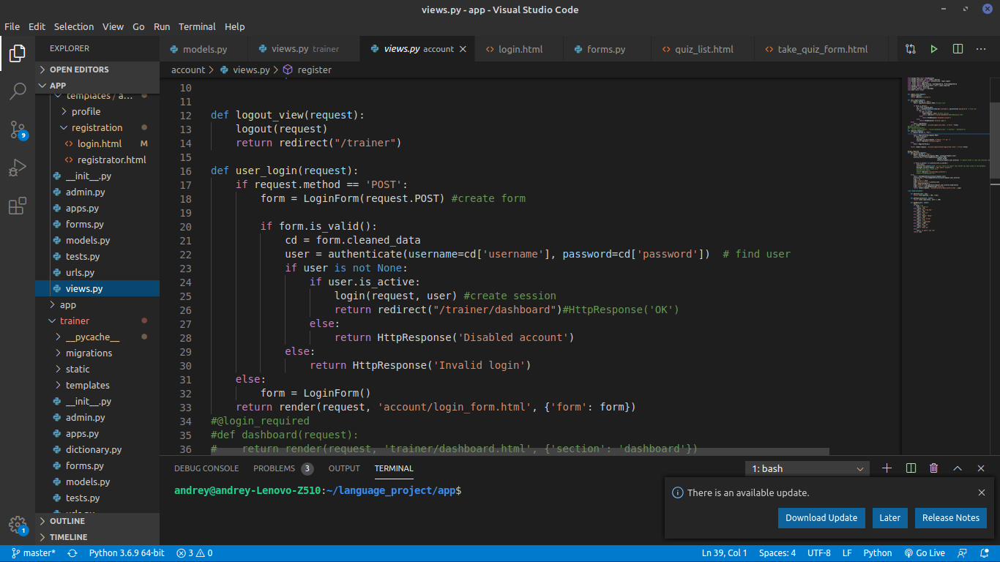 views.py - app - Visual Studio Code
File Edit Selection View Go Run Terminal Help
EXPLORER
OPEN EDITORS
APP
templates / a...
profile
registration
login.html M
registrator.html
__init__.py
admin.py
apps.py
forms.py
models.py
tests.py
urls.py
views.py
app
trainer
__pycache__
migrations
static
templates
__init__.py
admin.py
apps.py
dictionary.py
forms.py
models.py
tests.py
urls.py
OUTLINE
TIMELINE
9
1
models.py views.py trainer views.py account login.html forms.py quiz_list.html take_quiz_form.html
account > views.py > register
10
11
12 def logout_view(request):
13 logout(request)
14 return redirect("/trainer")
15
16 def user_login(request):
17 if request.method == 'POST':
18 form = LoginForm(request.POST) #create form
19
20 if form.is_valid():
21 cd = form.cleaned_data
22 user = authenticate(username=cd['username'], password=cd['password']) # find user
23 if user is not None:
24 if user.is_active:
25 login(request, user) #create session
26 return redirect("/trainer/dashboard")#HttpResponse('OK')
27 else:
28 return HttpResponse('Disabled account')
29 else:
30 return HttpResponse('Invalid login')
31 else:
32 form = LoginForm()
33 return render(request, 'account/login_form.html', {'form': form})
34 #@login_required
35 #def dashboard(request):
36 # return render(request, 'trainer/dashboard.html', {'section': 'dashboard'})
DEBUG CONSOLE PROBLEMS 3 OUTPUT TERMINAL 1: bash
andrey@andrey-Lenovo-Z510:~/language_project/app$
There is an available update.
Download Update Later Release Notes
master* Python 3.6.9 64-bit 3 0 Ln 39, Col 1 Spaces: 4 UTF-8 LF Python Go Live